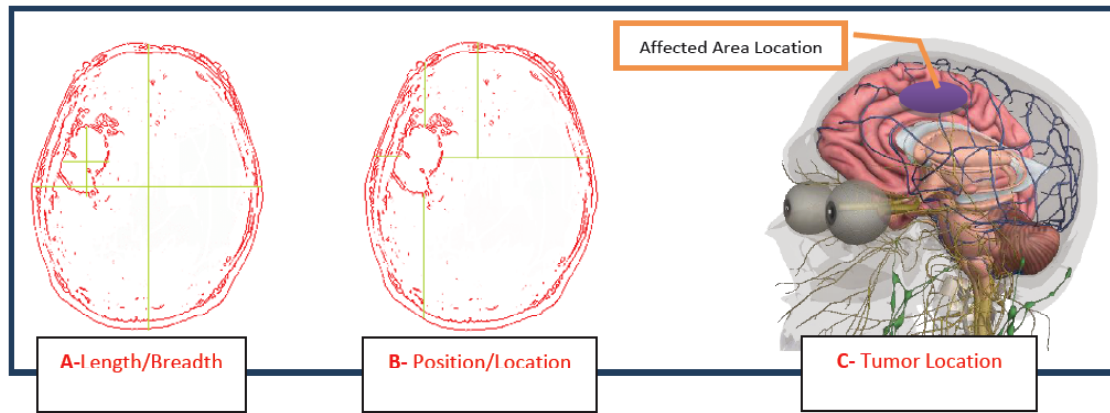 Affected Area Location
A-Length/Breadth
B- Position/Location
C- Tumor Location